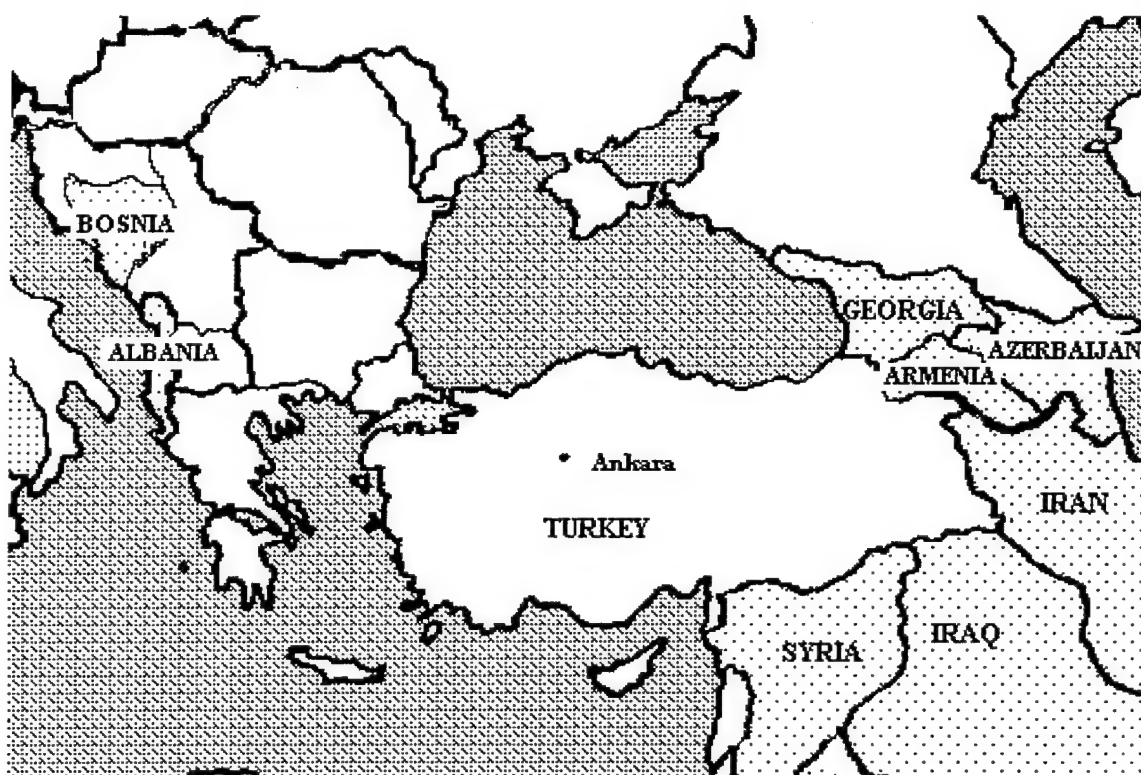 BOSNIA
GEORGIA
ALBANIA
AZERBAIJAN
ARMENIA
Ankara
IRAN
TURKEY
IRAQ
SYRIA